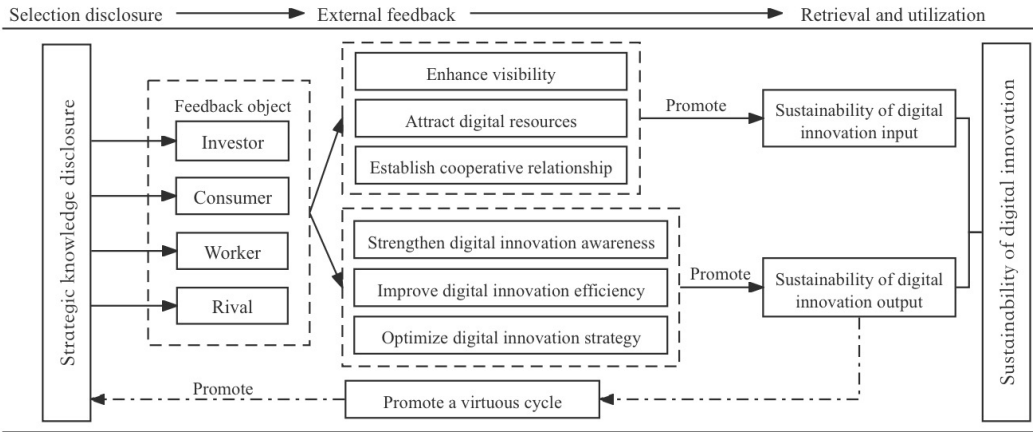 Selection disclosure
External feedback
Retrieval and utilization
Strategic knowledge disclosure
Feedback object
Investor
Consumer
Worker
Rival
Enhance visibility
Attract digital resources
Establish cooperative relationship
Strengthen digital innovation awareness
Improve digital innovation efficiency
Optimize digital innovation strategy
Promote
Sustainability of digital
innovation input
Promote
Sustainability of digital
innovation output
Sustainability of digital innovation
Promote
Promote a virtuous cycle